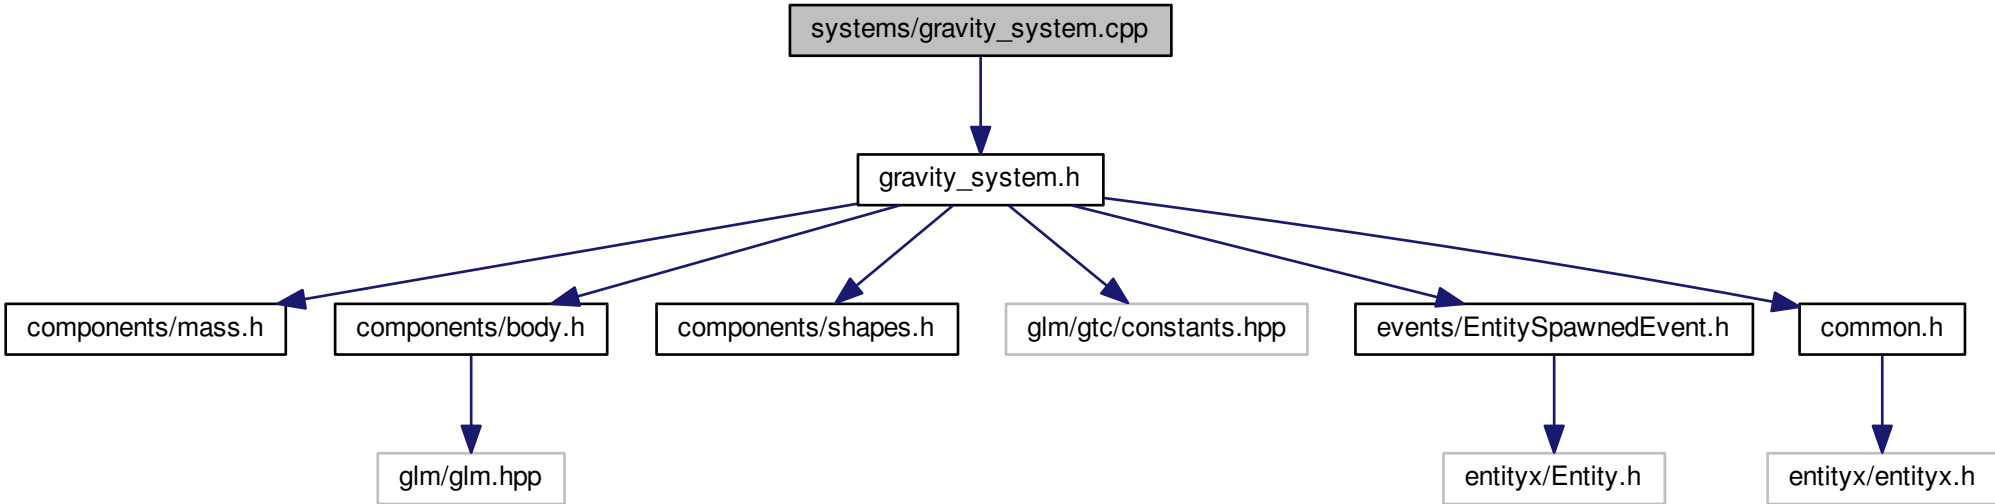 systems/gravity_system.cpp
gravity_system.h
components/mass.h
components/body.h
components/shapes.h
glm/gtc/constants.hpp
events/EntitySpawnedEvent.h
common.h
glm/glm.hpp
entityx/Entity.h
entityx/entityx.h